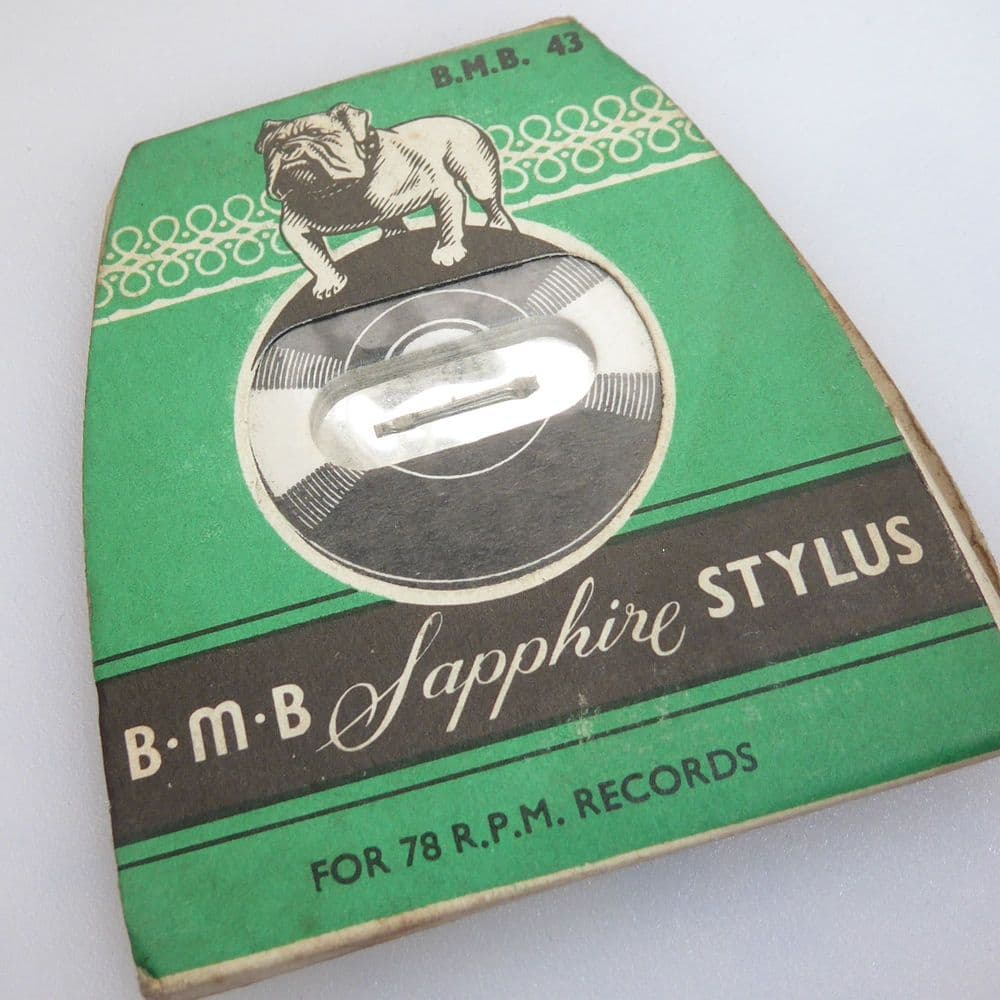 B.M.B. 43
B·M·B Sapphire STYLUS
FOR 78 R.P.M. RECORDS